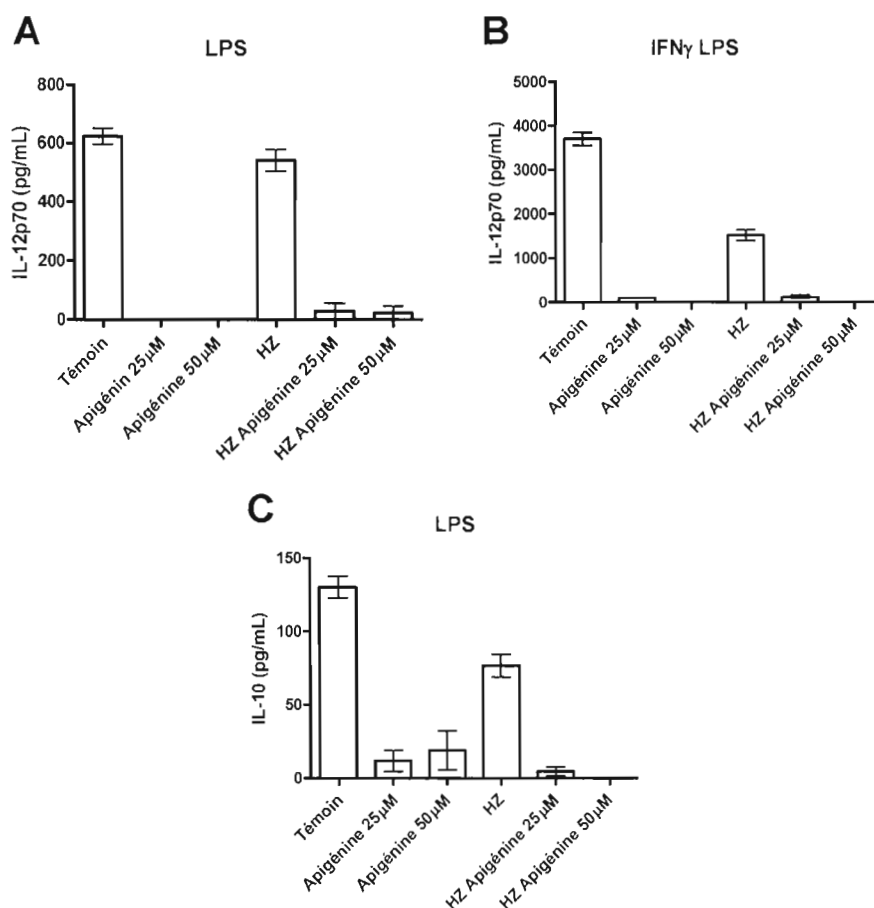 A
LPS
IL-12p70 (pg/mL)
800
600
400
200
0
Témoin
Apigénin 25µM
Apigénine 50µM
HZ
HZ Apigénine 25µM
HZ Apigénine 50µM
B
IFNγ LPS
IL-12p70 (pg/mL)
5000
4000
3000
2000
1000
0
Témoin
Apigénine 25µM
Apigénine 50µM
HZ
HZ Apigénine 25µM
HZ Apigénine 50µM
C
LPS
IL-10 (pg/mL)
150
100
50
0
Témoin
Apigénine 25µM
Apigénine 50µM
HZ
HZ Apigénine 25µM
HZ Apigénine 50µM